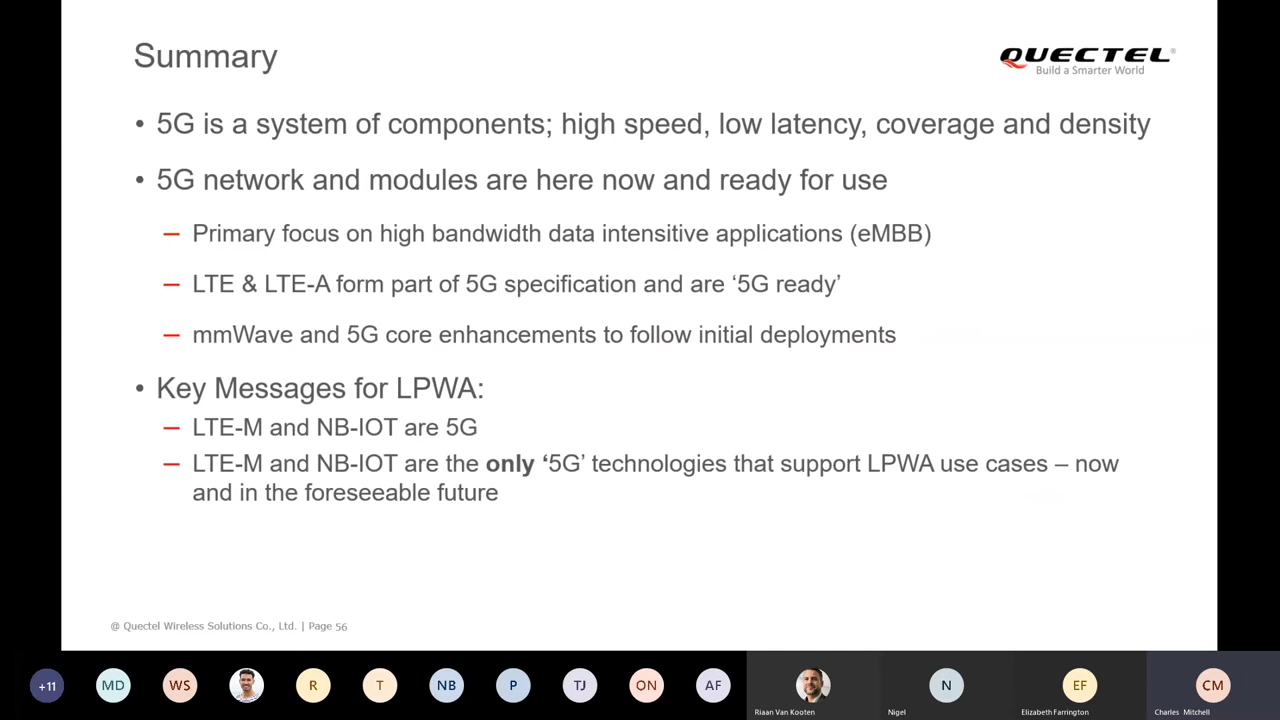 Summary
QUECTEL®
Build a Smarter World
• 5G is a system of components; high speed, low latency, coverage and density
• 5G network and modules are here now and ready for use
– Primary focus on high bandwidth data intensitive applications (eMBB)
– LTE & LTE-A form part of 5G specification and are ‘5G ready’
– mmWave and 5G core enhancements to follow initial deployments
• Key Messages for LPWA:
– LTE-M and NB-IOT are 5G
– LTE-M and NB-IOT are the only ‘5G’ technologies that support LPWA use cases – now
and in the foreseeable future
@ Quectel Wireless Solutions Co., Ltd. | Page 56
+11 MD WS R T NB P TJ ON AF N EF CM
Riaan Van Kooten Nigel Elizabeth Farrington Charles Mitchell